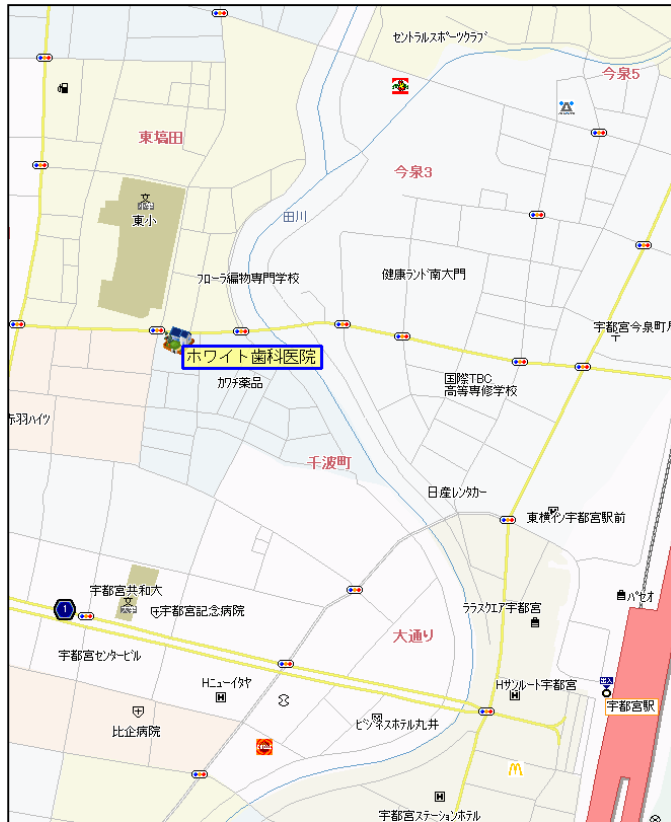 セントラルスポーツクラブ
今泉5
東塙田
今泉3
東小
田川
フローラ編物専門学校
健康ランド南大門
宇都宮今泉町
ホワイト歯科医院
カワチ薬品
国際TBC
高等専修学校
赤羽ハイツ
千波町
日産レンタカー
東横イン宇都宮駅前
宇都宮共和大
1
宇都宮記念病院
ララスクエア宇都宮
パセオ
大通り
宇都宮センタービル
Hニューイタヤ
H
Hサンルート宇都宮
H
宇都宮駅
比企病院
ビジネスホテル丸井
宇都宮ステーションホテル
H